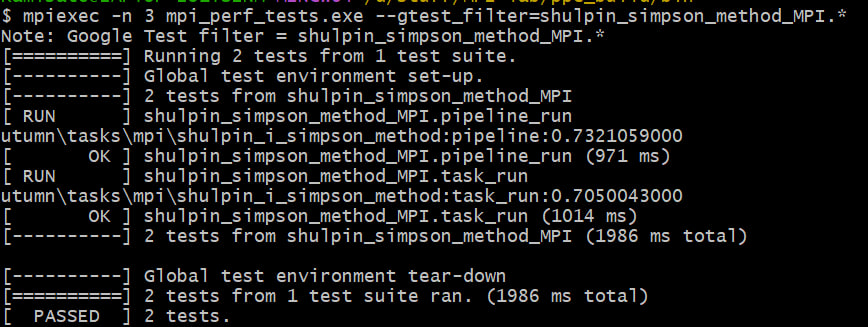 $ mpiexec -n 3 mpi_perf_tests.exe --gtest_filter=shulpin_simpson_method_MPI.*
Note: Google Test filter = shulpin_simpson_method_MPI.*
[==========] Running 2 tests from 1 test suite.
[----------] Global test environment set-up.
[----------] 2 tests from shulpin_simpson_method_MPI
[ RUN      ] shulpin_simpson_method_MPI.pipeline_run
utumn\tasks\mpi\shulpin_i_simpson_method:pipeline:0.7321059000
[       OK ] shulpin_simpson_method_MPI.pipeline_run (971 ms)
[ RUN      ] shulpin_simpson_method_MPI.task_run
utumn\tasks\mpi\shulpin_i_simpson_method:task_run:0.7050043000
[       OK ] shulpin_simpson_method_MPI.task_run (1014 ms)
[----------] 2 tests from shulpin_simpson_method_MPI (1986 ms total)

[----------] Global test environment tear-down
[==========] 2 tests from 1 test suite ran. (1986 ms total)
[  PASSED  ] 2 tests.